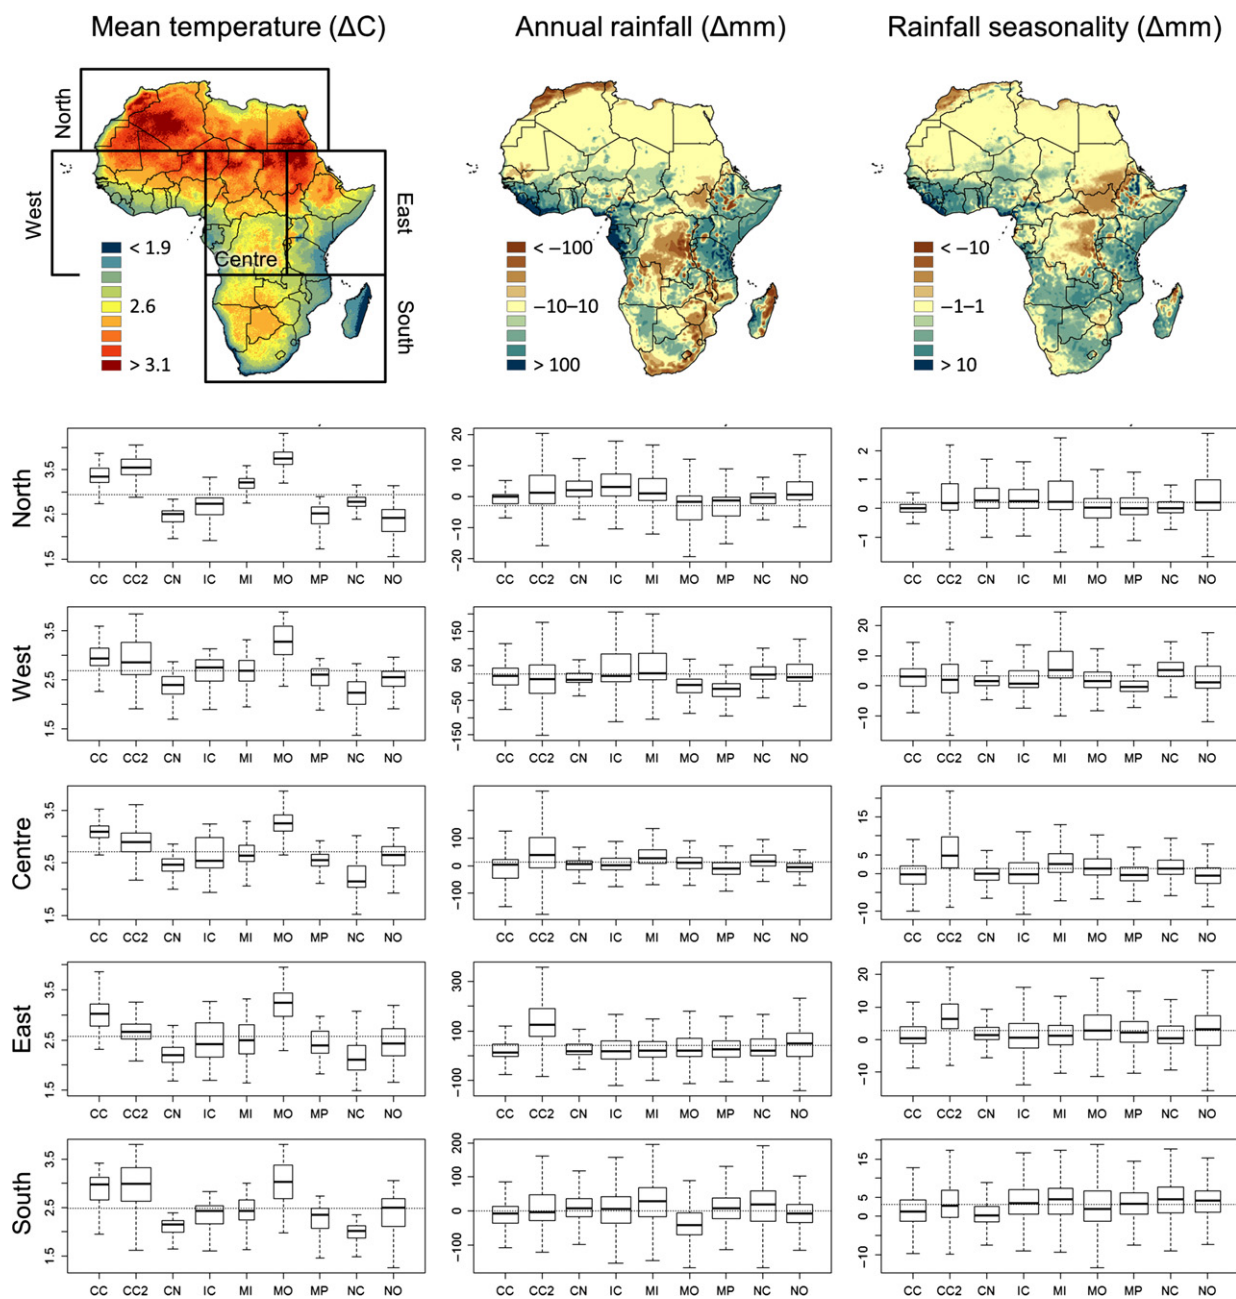 Mean temperature (ΔC) Annual rainfall (Δmm) Rainfall seasonality (Δmm)
North
West
Centre
East
South
< 1.9
2.6
> 3.1
< −100
−10−10
> 100
< −10
−1−1
> 10
North
3.5
2.5
1.5
CC CC2 CN IC MI MO MP NC NO
20
10
0
−10
−20
CC CC2 CN IC MI MO MP NC NO
2
1
0
−1
CC CC2 CN IC MI MO MP NC NO
West
3.5
2.5
1.5
CC CC2 CN IC MI MO MP NC NO
150
50
−50
−150
CC CC2 CN IC MI MO MP NC NO
20
10
0
−10
CC CC2 CN IC MI MO MP NC NO
Centre
3.5
2.5
1.5
CC CC2 CN IC MI MO MP NC NO
100
0
−100
CC CC2 CN IC MI MO MP NC NO
15
5
0
−10
CC CC2 CN IC MI MO MP NC NO
East
3.5
2.5
1.5
CC CC2 CN IC MI MO MP NC NO
300
100
0
−100
CC CC2 CN IC MI MO MP NC NO
20
10
0
−10
CC CC2 CN IC MI MO MP NC NO
South
3.5
2.5
1.5
CC CC2 CN IC MI MO MP NC NO
200
100
0
−100
CC CC2 CN IC MI MO MP NC NO
15
5
0
−10
CC CC2 CN IC MI MO MP NC NO